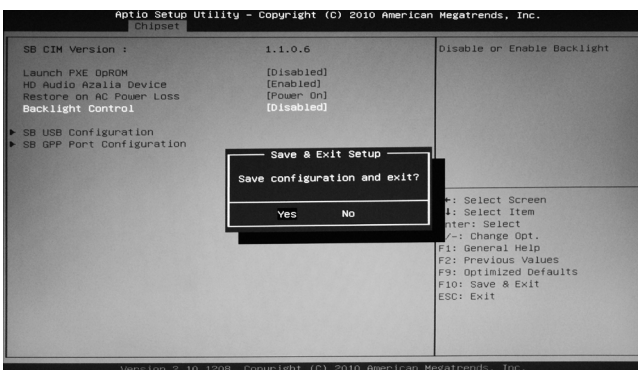 Aptio Setup Utility – Copyright (C) 2010 American Megatrends, Inc.
Chipset
SB CIM Version : 1.1.0.6
Launch PXE OpROM [Disabled]
HD Audio Azalia Device [Enabled]
Restore on AC Power Loss [Power On]
Backlight Control [Disabled]
SB USB Configuration
SB GPP Port Configuration
Disable or Enable Backlight
Save & Exit Setup
Save configuration and exit?
Yes No
: Select Screen
: Select Item
nter: Select
/-: Change Opt.
F1: General Help
F2: Previous Values
F9: Optimized Defaults
F10: Save & Exit
ESC: Exit
Version 2.10.1208. Copyright (C) 2010 American Megatrends, Inc.